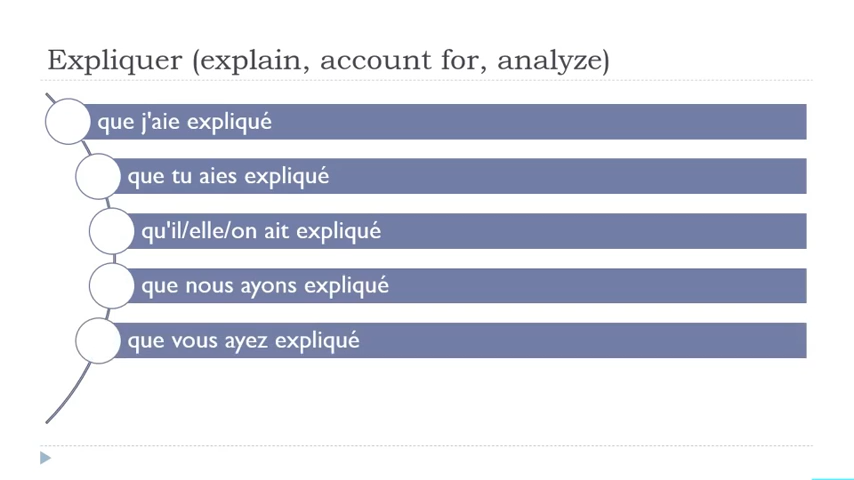 Expliquer (explain, account for, analyze)
que j'aie expliqué
que tu aies expliqué
qu'il/elle/on ait expliqué
que nous ayons expliqué
que vous ayez expliqué